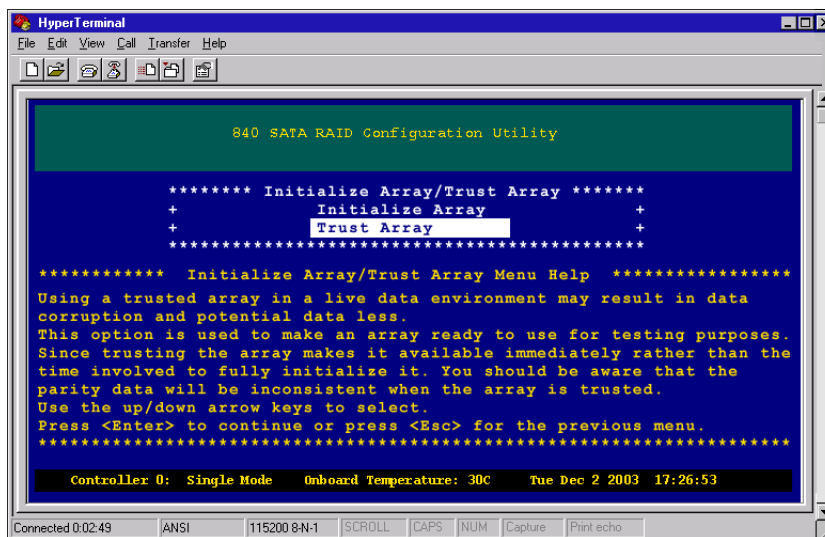 HyperTerminal
File Edit View Call Transfer Help
840 SATA RAID Configuration Utility
******** Initialize Array/Trust Array *******
+ Initialize Array +
+ Trust Array +
********************************************
************ Initialize Array/Trust Array Menu Help *****************
Using a trusted array in a live data environment may result in data
corruption and potential data less.
This option is used to make an array ready to use for testing purposes.
Since trusting the array makes it available immediately rather than the
time involved to fully initialize it. You should be aware that the
parity data will be inconsistent when the array is trusted.
Use the up/down arrow keys to select.
Press <Enter> to continue or press <Esc> for the previous menu.
**********************************************************************
Controller 0: Single Mode Onboard Temperature: 30C Tue Dec 2 2003 17:26:53
Connected 0:02:49 ANSI 115200 8-N-1 SCROLL CAPS NUM Capture Print echo